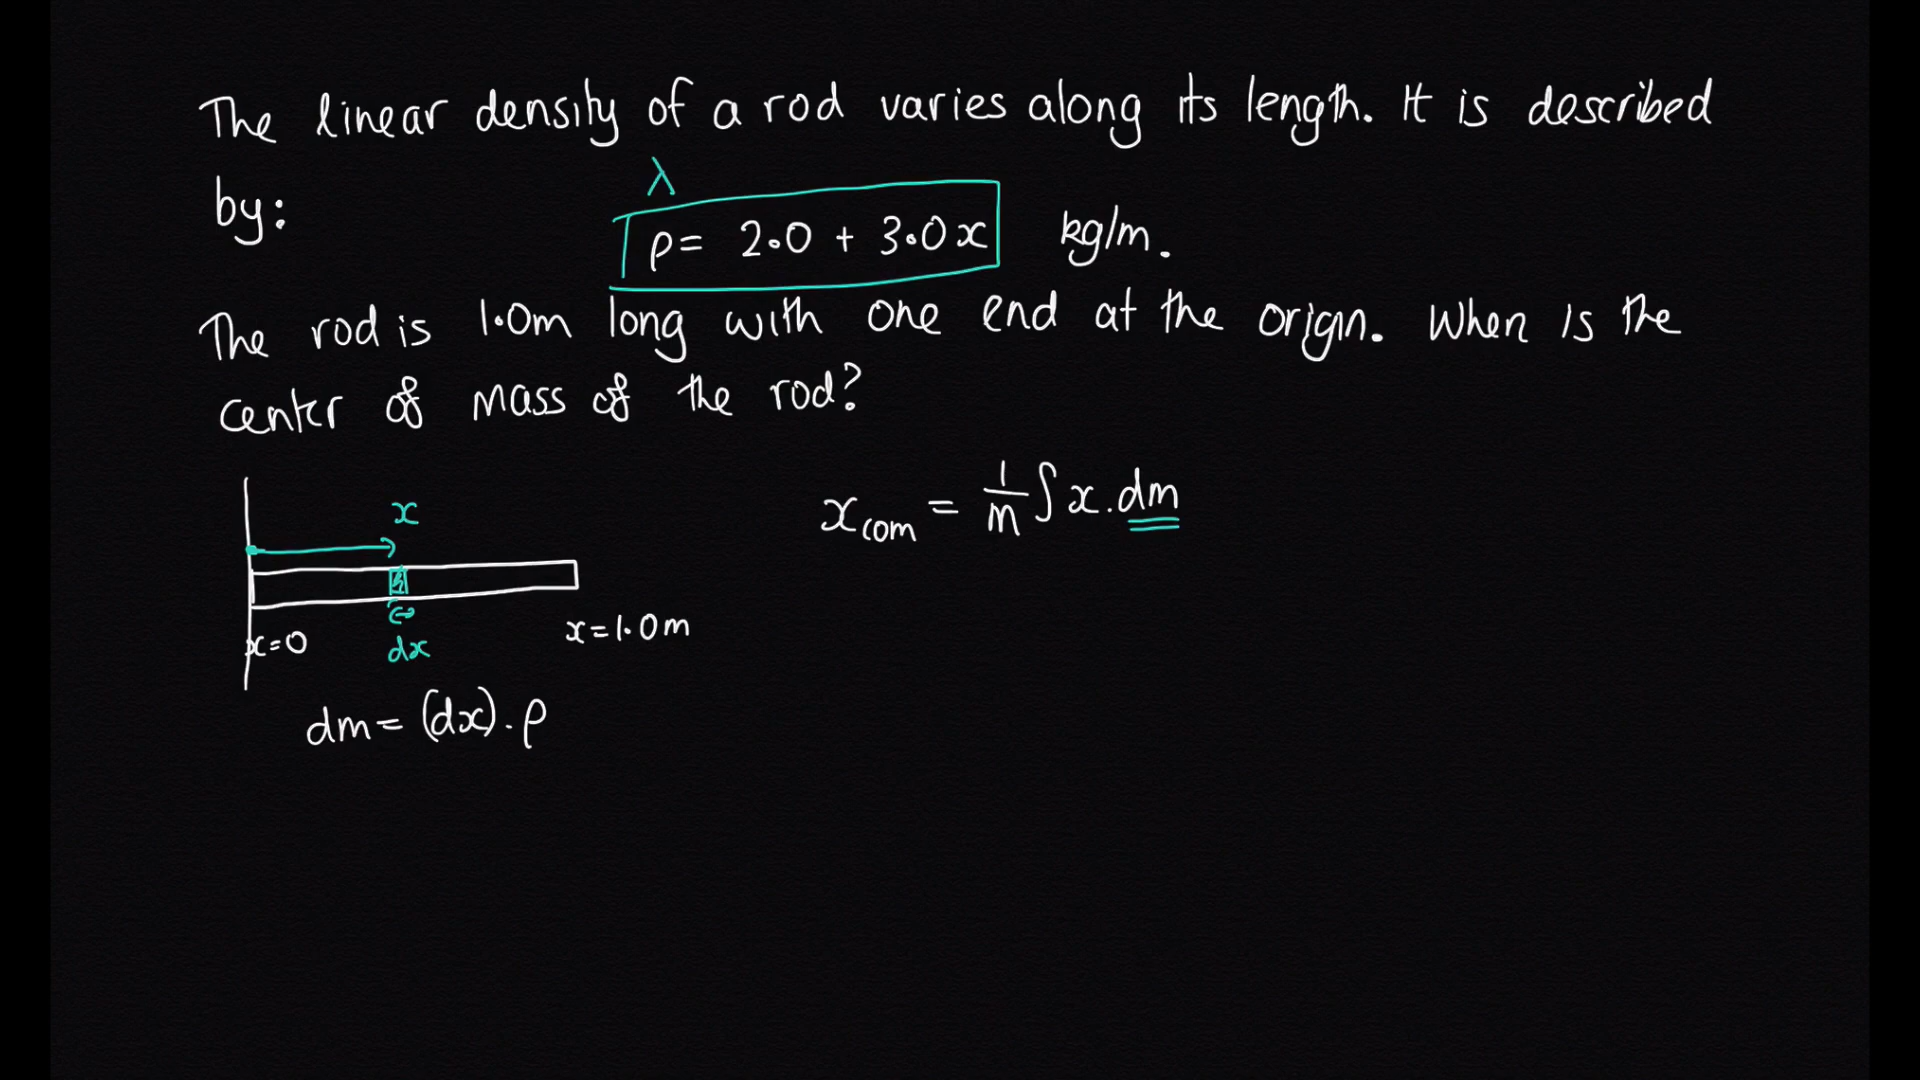 The linear density of a rod varies along its length. It is described
by:
λ
ρ = 2.0 + 3.0x kg/m.
The rod is 1.0m long with one end at the origin. When is the
center of mass of the rod?
x
x=0
dx
x=1.0m
dm = (dx).ρ
x_com = 1/m ∫ x.dm